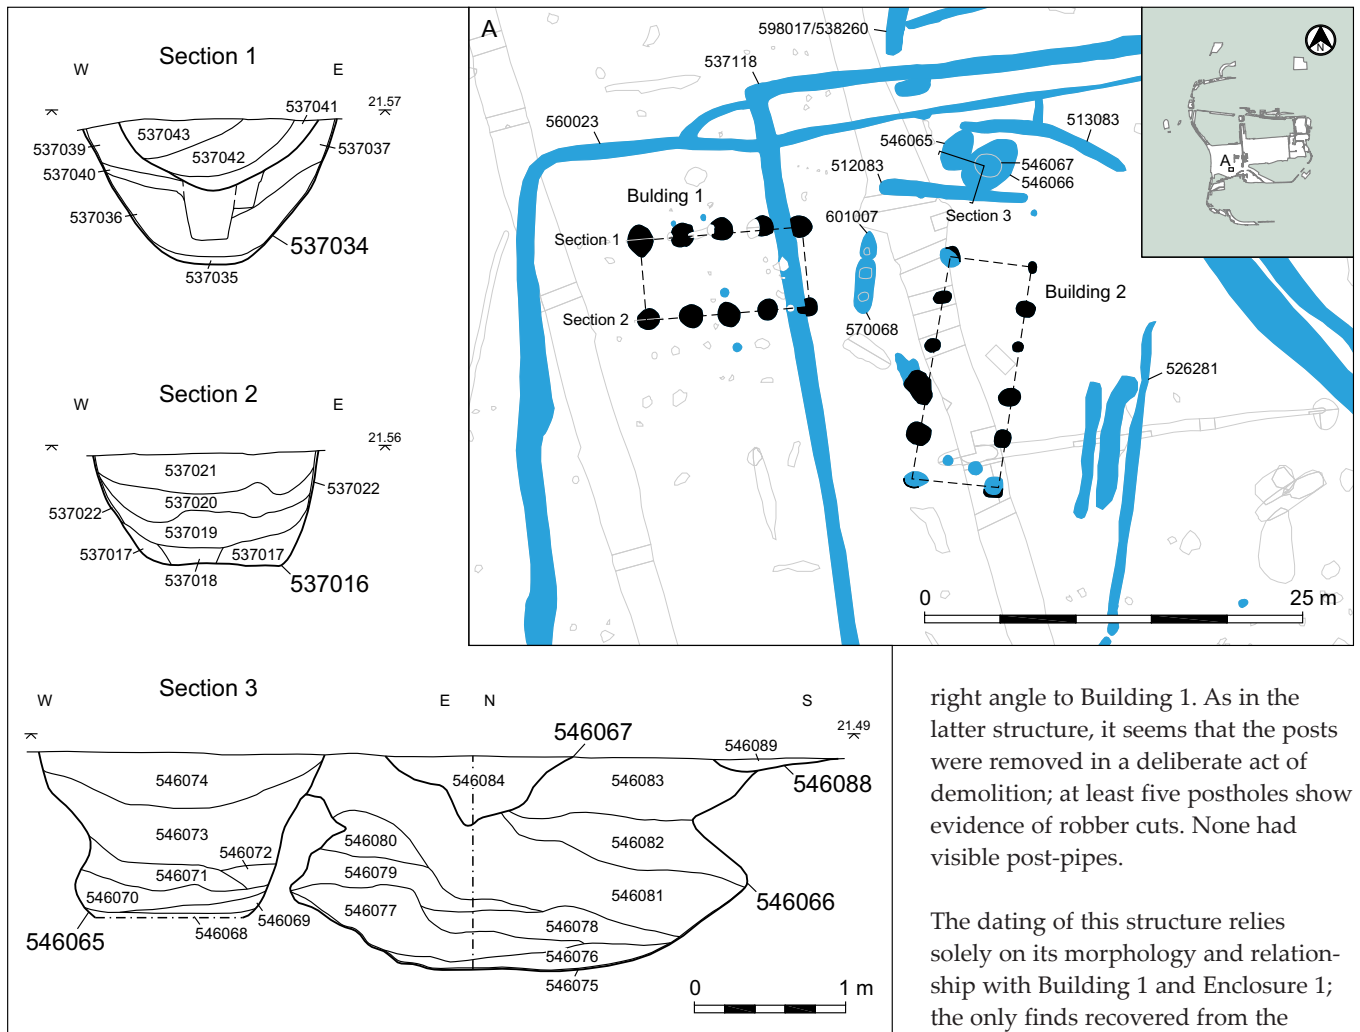 Section 1
W
E
21.57
537041
537043
537042
537039
537037
537040
537036
537034
537035
Section 2
W
E
21.56
537021
537022
537020
537022
537019
537017
537017
537018
537016
A
598017/538260
537118
560023
513083
546065
546067
546066
512083
Section 3
Bulding 1
601007
Section 1
Section 2
570068
Building 2
526281
0
25 m
N
A
Section 3
W
E
N
S
21.49
546067
546089
546074
546084
546083
546088
546073
546080
546082
546072
546071
546079
546081
546070
546077
546066
546069
546078
546065
546068
546076
546075
0
1 m
right angle to Building 1. As in the
latter structure, it seems that the posts
were removed in a deliberate act of
demolition; at least five postholes show
evidence of robber cuts. None had
visible post-pipes.
The dating of this structure relies
solely on its morphology and relation-
ship with Building 1 and Enclosure 1;
the only finds recovered from the